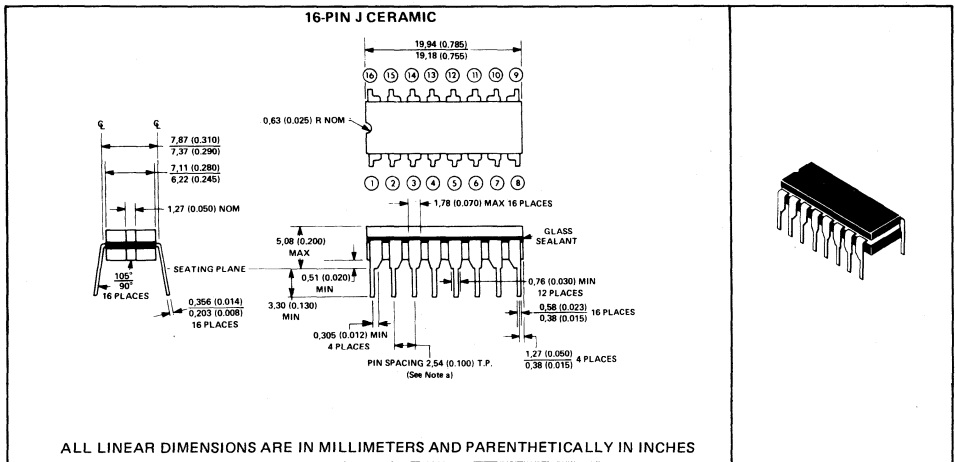 16-PIN J CERAMIC
19,94 (0.785)
19,18 (0.755)
16 15 14 13 12 11 10 9
0,63 (0.025) R NOM
1 2 3 4 5 6 7 8
℄ ℄
7,87 (0.310)
7,37 (0.290)
7,11 (0.280)
6,22 (0.245)
1,27 (0.050) NOM
105°
90°
16 PLACES
0,356 (0.014)
0,203 (0.008)
16 PLACES
1,78 (0.070) MAX 16 PLACES
GLASS
SEALANT
5,08 (0.200)
MAX
SEATING PLANE
0,51 (0.020)
MIN
3,30 (0.130)
MIN
0,76 (0.030) MIN
12 PLACES
0,58 (0.023)
0,38 (0.015)
16 PLACES
0,305 (0.012) MIN
4 PLACES
PIN SPACING 2,54 (0.100) T.P.
(See Note a)
1,27 (0.050)
0,38 (0.015)
4 PLACES
ALL LINEAR DIMENSIONS ARE IN MILLIMETERS AND PARENTHETICALLY IN INCHES